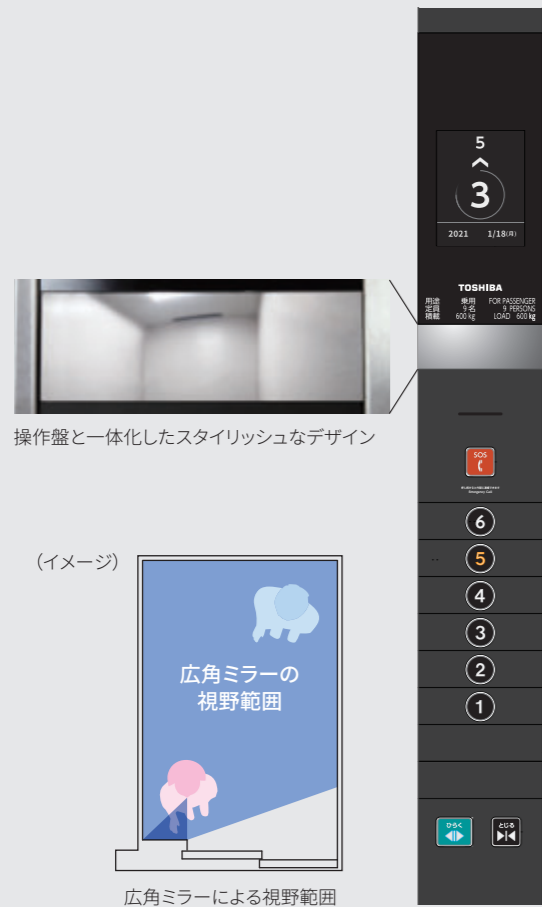 5
3
2021 1/18(月)
TOSHIBA
用途 乗用 FOR PASSENGER
定員 9名 9 PERSONS
積載 600kg LOAD 600kg
操作盤と一体化したスタイリッシュなデザイン
SOS
Emergency Call
6
5
4
3
2
1
(イメージ)
広角ミラーの
視野範囲
ひらく とじる
広角ミラーによる視野範囲